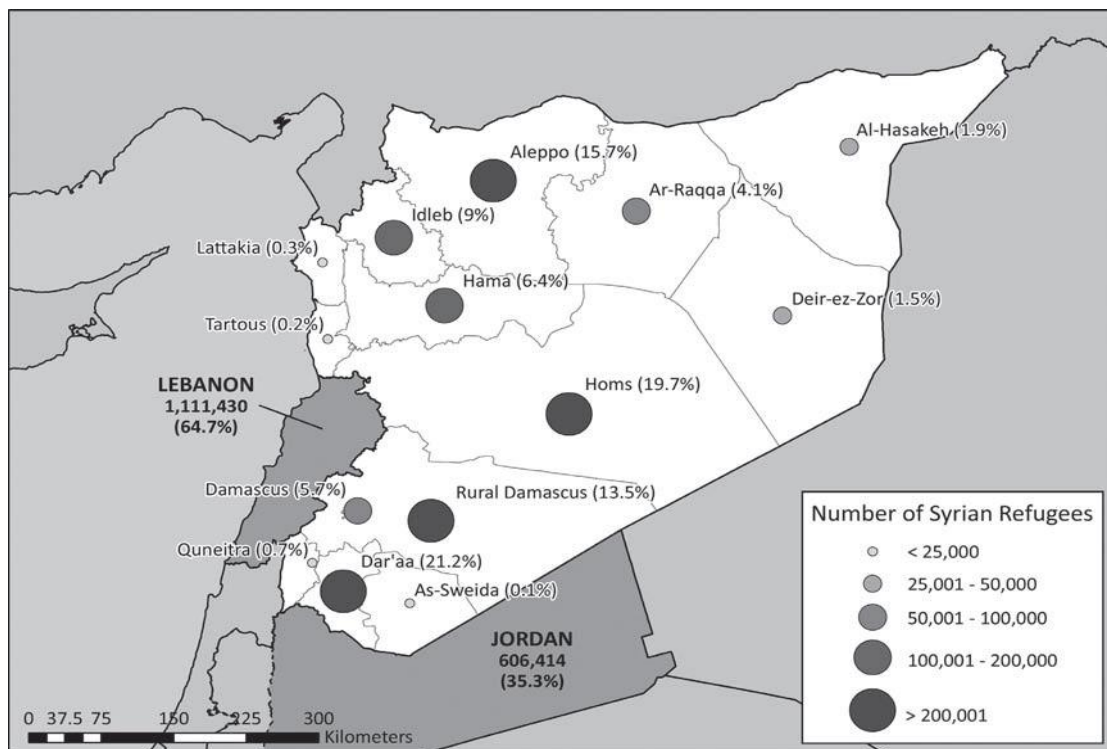 Aleppo (15.7%)
Al-Hasakeh (1.9%)
Ar-Raqqa (4.1%)
Idleb (9%)
Lattakia (0.3%)
Hama (6.4%)
Deir-ez-Zor (1.5%)
Tartous (0.2%)
Homs (19.7%)
LEBANON
1,111,430
(64.7%)
Damascus (5.7%)
Rural Damascus (13.5%)
Quneitra (0.7%)
Dar'aa (21.2%)
As-Sweida (0.1%)
JORDAN
606,414
(35.3%)
Number of Syrian Refugees
< 25,000
25,001 - 50,000
50,001 - 100,000
100,001 - 200,000
> 200,001
0 37.5 75 150 225 300
Kilometers